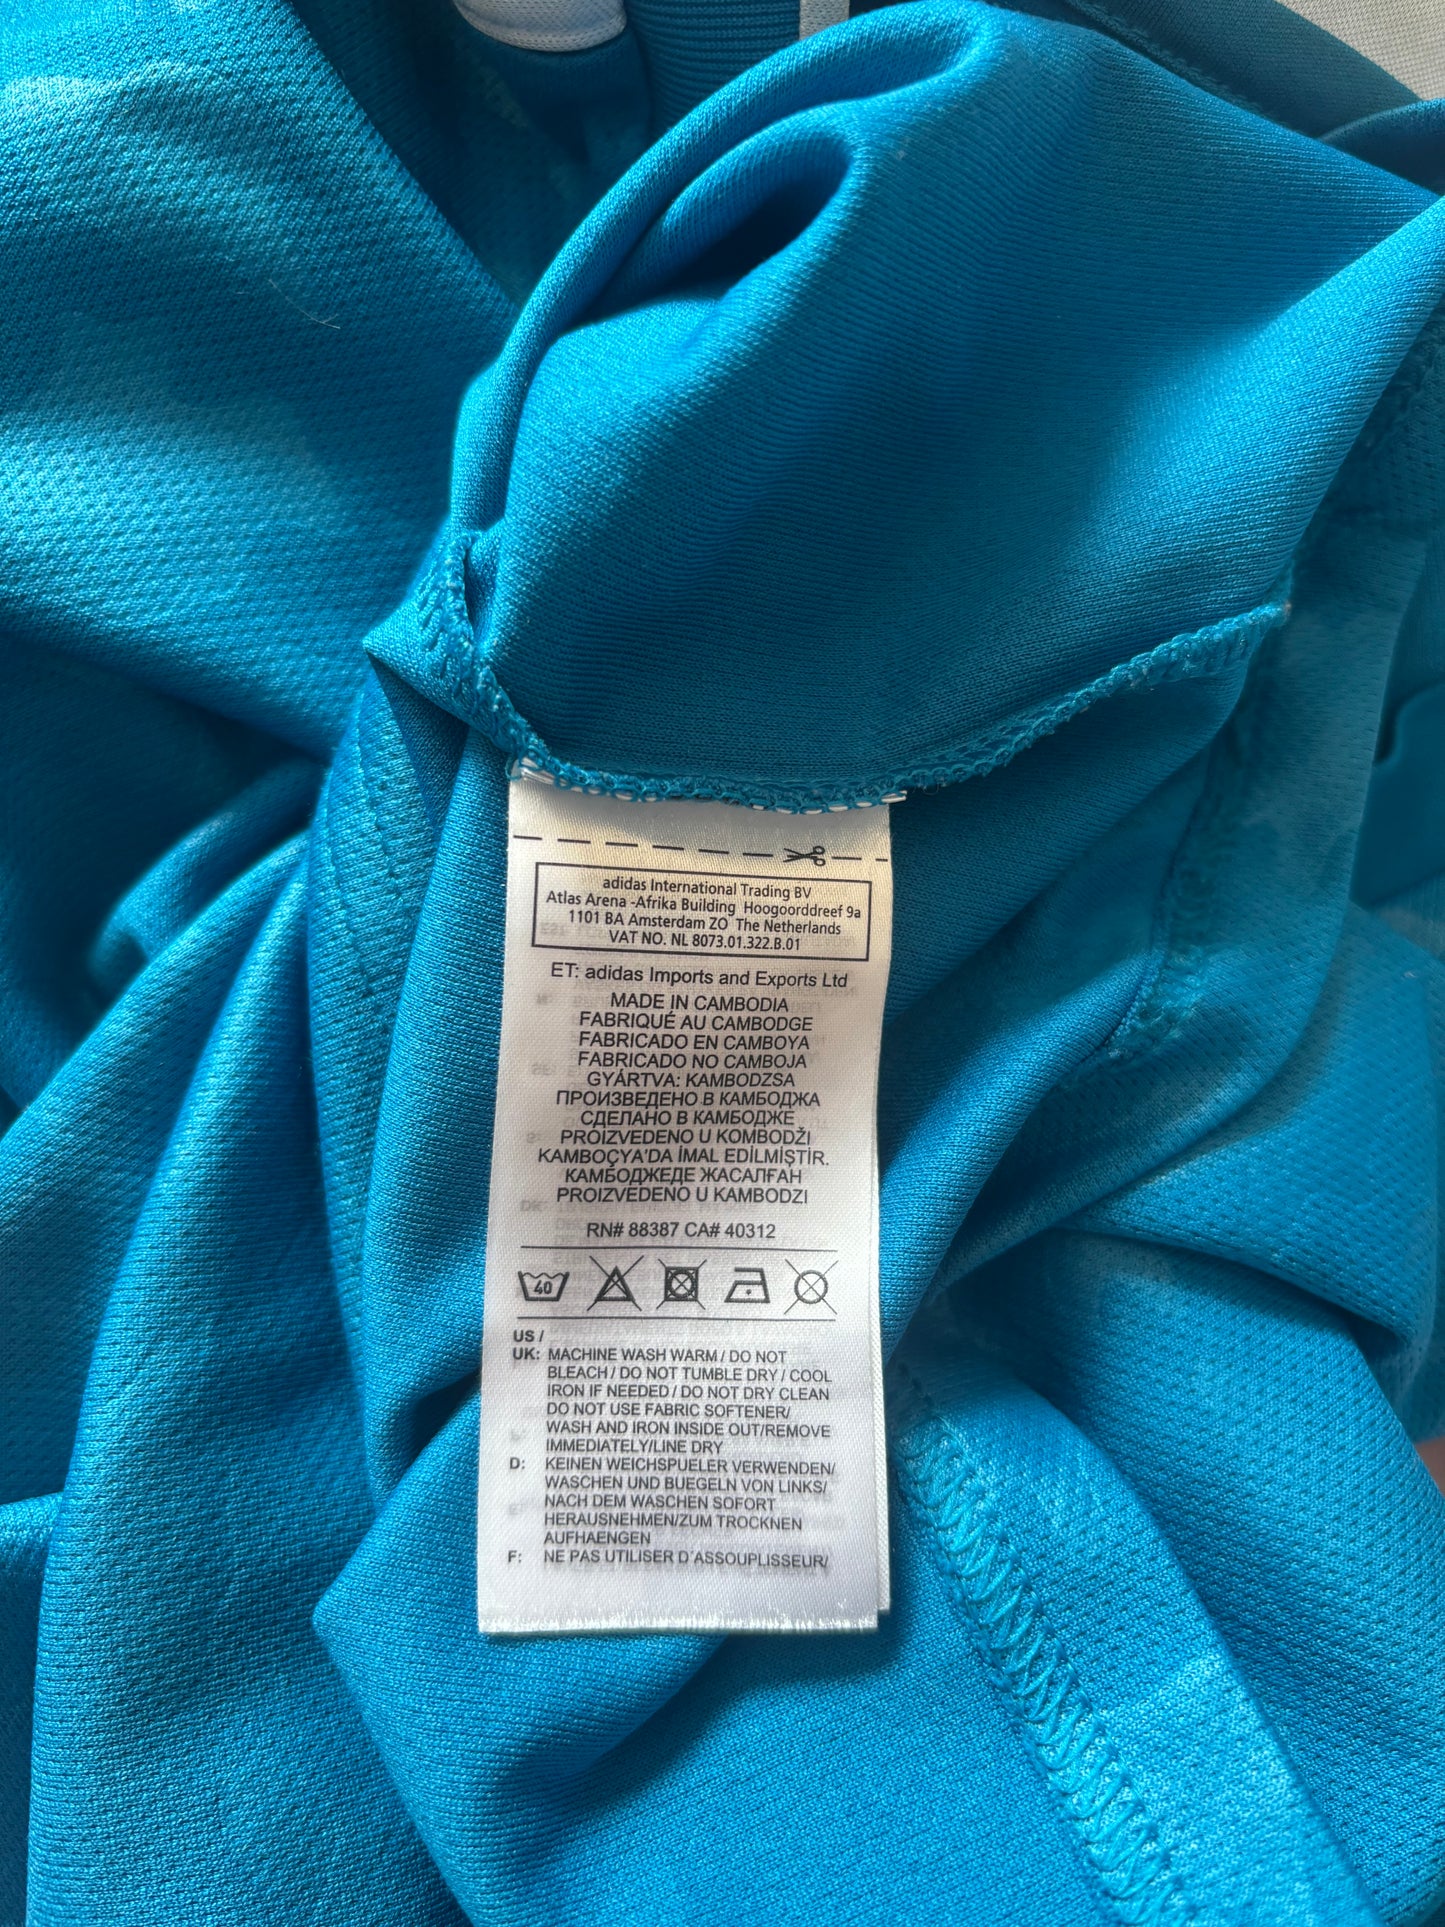 adidas International Trading BV
Atlas Arena -Afrika Building Hoogoorddreef 9a
1101 BA Amsterdam ZO The Netherlands
VAT NO. NL 8073.01.322.B.01
ET: adidas Imports and Exports Ltd
MADE IN CAMBODIA
FABRIQUÉ AU CAMBODGE
FABRICADO EN CAMBOYA
FABRICADO NO CAMBOJA
GYÁRTVA: KAMBODZSA
ПРОИЗВЕДЕНО В КАМБОДЖА
СДЕЛАНО В КАМБОДЖЕ
PROIZVEDENO U KOMBODŽI
KAMBOÇYA'DA İMAL EDİLMİŞTİR.
КАМБОДЖЕДЕ ЖАСАЛҒАН
PROIZVEDENO U KAMBODZI
RN# 88387 CA# 40312
40
US /
UK: MACHINE WASH WARM / DO NOT
BLEACH / DO NOT TUMBLE DRY / COOL
IRON IF NEEDED / DO NOT DRY CLEAN
DO NOT USE FABRIC SOFTENER/
WASH AND IRON INSIDE OUT/REMOVE
IMMEDIATELY/LINE DRY
D: KEINEN WEICHSPUELER VERWENDEN/
WASCHEN UND BUEGELN VON LINKS/
NACH DEM WASCHEN SOFORT
HERAUSNEHMEN/ZUM TROCKNEN
AUFHAENGEN
F: NE PAS UTILISER D´ASSOUPLISSEUR/